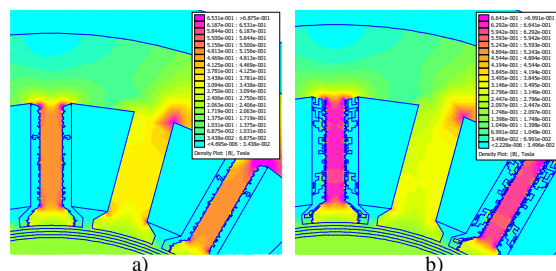 6.531e-001 : >6.875e-001
6.187e-001 : 6.531e-001
5.844e-001 : 6.187e-001
5.500e-001 : 5.844e-001
5.156e-001 : 5.500e-001
4.813e-001 : 5.156e-001
4.469e-001 : 4.813e-001
4.125e-001 : 4.469e-001
3.781e-001 : 4.125e-001
3.438e-001 : 3.781e-001
3.094e-001 : 3.438e-001
2.750e-001 : 3.094e-001
2.406e-001 : 2.750e-001
2.063e-001 : 2.406e-001
1.719e-001 : 2.063e-001
1.375e-001 : 1.719e-001
1.031e-001 : 1.375e-001
6.875e-002 : 1.031e-001
3.438e-002 : 6.875e-002
<4.695e-006 : 3.438e-002
Density Plot: |B|, Tesla
a)
6.641e-001 : >6.991e-001
6.292e-001 : 6.641e-001
5.942e-001 : 6.292e-001
5.593e-001 : 5.942e-001
5.243e-001 : 5.593e-001
4.894e-001 : 5.243e-001
4.544e-001 : 4.894e-001
4.194e-001 : 4.544e-001
3.845e-001 : 4.194e-001
3.495e-001 : 3.845e-001
3.146e-001 : 3.495e-001
2.796e-001 : 3.146e-001
2.447e-001 : 2.796e-001
2.097e-001 : 2.447e-001
1.748e-001 : 2.097e-001
1.398e-001 : 1.748e-001
1.049e-001 : 1.398e-001
6.991e-002 : 1.049e-001
3.496e-002 : 6.991e-002
<2.228e-006 : 3.496e-002
Density Plot: |B|, Tesla
b)